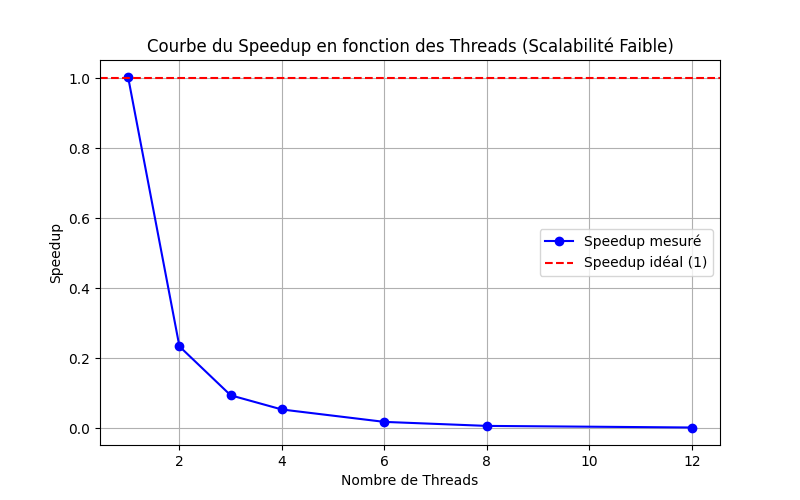 Courbe du Speedup en fonction des Threads (Scalabilité Faible)
1.0
0.8
0.6
0.4
0.2
0.0
Speedup
Speedup mesuré
Speedup idéal (1)
2 4 6 8 10 12
Nombre de Threads